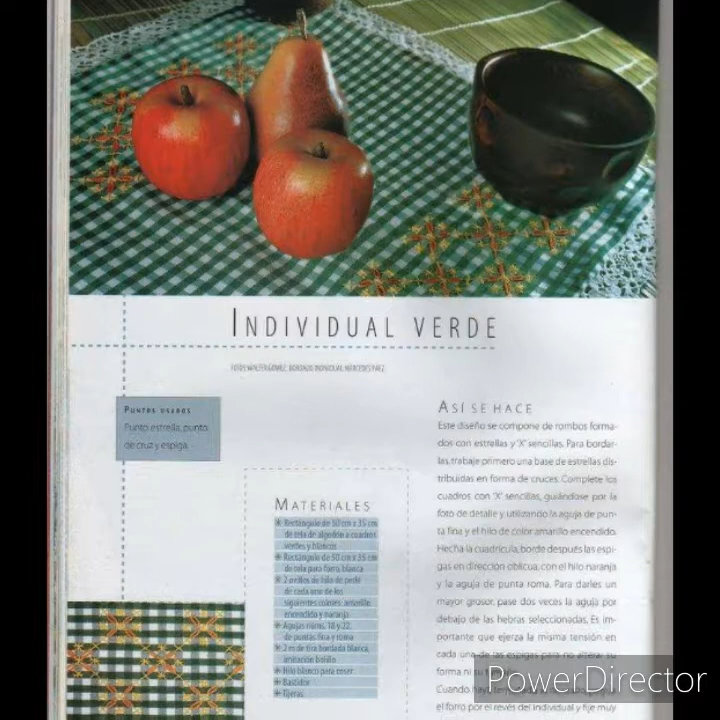 INDIVIDUAL VERDE
FOTOS WALTER GOMEZ. BORDADO INDIVIDUAL MERCEDES PAEZ.
PUNTOS USADOS
Punto estrella, punto
de cruz y espiga.
MATERIALES
Rectángulo de 50 cm x 35 cm
de tela de algodón a cuadros
verdes y blancos
Rectángulo de 50 cm x 35 cm
de tela para forro, blanca
2 ovillos de hilo de perlé
de cada uno de los
siguientes colores: amarillo
encendido y naranja
Agujas núms. 18 y 22,
de puntas fina y roma
2 m de tira bordada blanca,
imitación bolillo
Hilo blanco para coser
Bastidor
Tijeras
ASÍ SE HACE
Este diseño se compone de rombos forma-
dos con estrellas y "X" sencillas. Para bordar-
las, trabaje primero una base de estrellas dis-
tribuidas en forma de cruces. Complete los
cuadros con "X" sencillas, guiándose por la
foto de detalle y utilizando la aguja de pun-
ta fina y el hilo de color amarillo encendido.
Hecha la cuadrícula, borde después las espi-
gas en dirección oblicua, con el hilo naranja
y la aguja de punta roma. Para darles un
mayor grosor, pase dos veces la aguja por
debajo de las hebras seleccionadas. Es im-
portante que ejerza la misma tensión en
cada una de las espigas para no alterar su
forma ni su
Cuando haya
el forro por el revés del individual y fije muy
PowerDirector